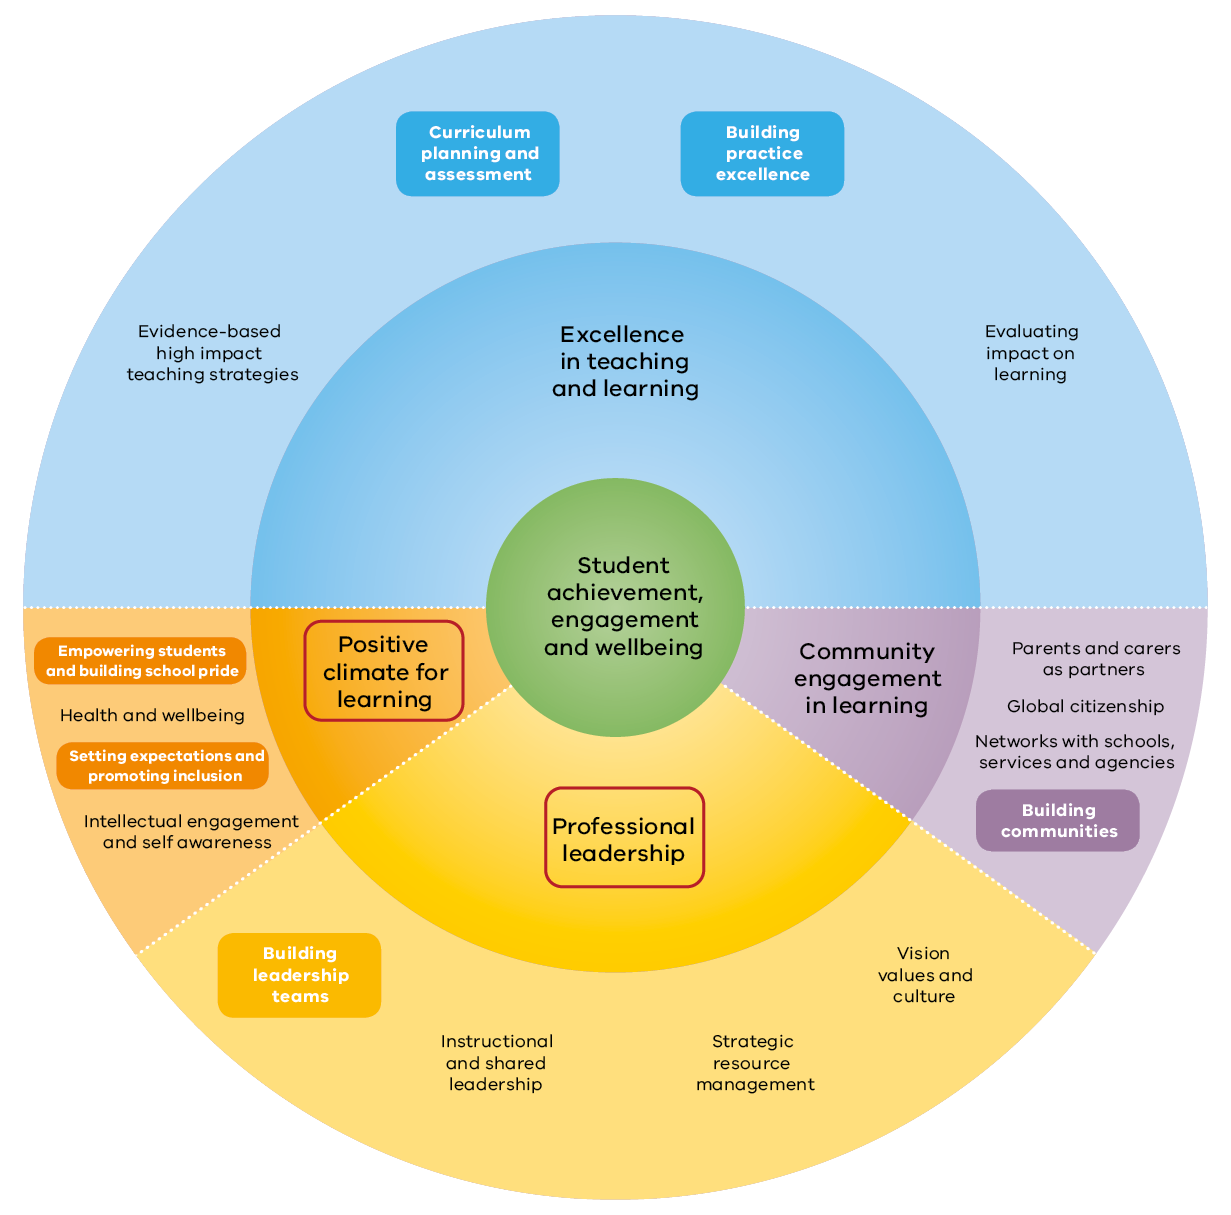 Curriculum
planning and
assessment
Building
practice
excellence
Evidence-based
high impact
teaching strategies
Excellence
in teaching
and learning
Evaluating
impact on
learning
Student
achievement,
engagement
and wellbeing
Empowering students
and building school pride
Health and wellbeing
Setting expectations and
promoting inclusion
Intellectual engagement
and self awareness
Positive
climate for
learning
Community
engagement
in learning
Parents and carers
as partners
Global citizenship
Networks with schools,
services and agencies
Building
communities
Professional
leadership
Building
leadership
teams
Instructional
and shared
leadership
Strategic
resource
management
Vision
values and
culture